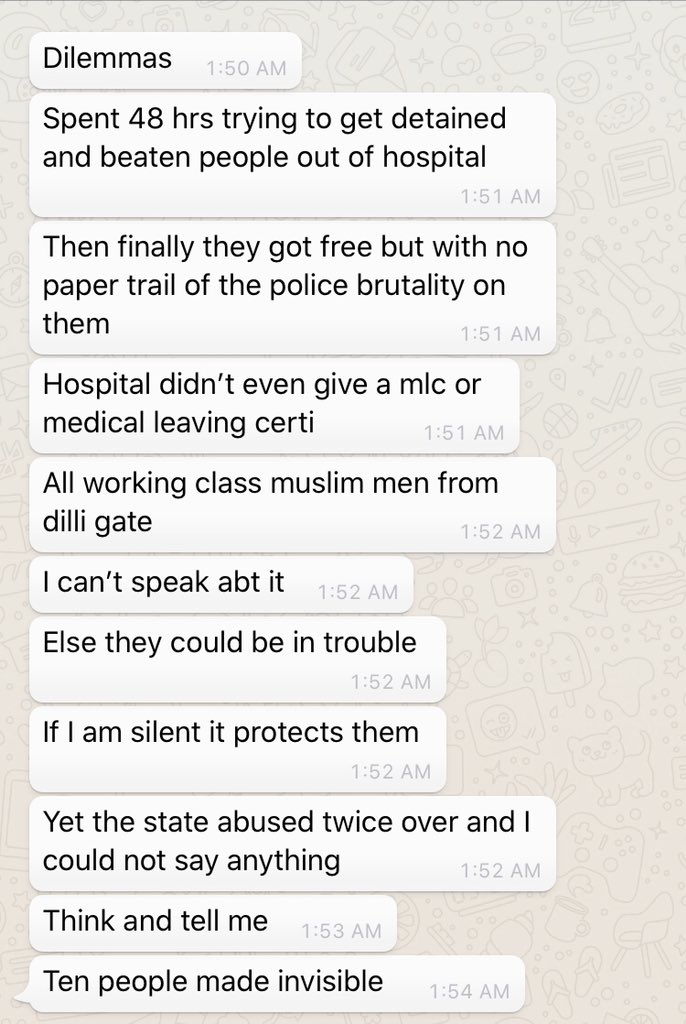 Dilemmas
1:50 AM
Spent 48 hrs trying to get detained
and beaten people out of hospital
1:51 AM
Then finally they got free but with no
paper trail of the police brutality on
them
1:51 AM
Hospital didn’t even give a mlc or
medical leaving certi
1:51 AM
All working class muslim men from
dilli gate
1:52 AM
I can’t speak abt it
1:52 AM
Else they could be in trouble
1:52 AM
If I am silent it protects them
1:52 AM
Yet the state abused twice over and I
could not say anything
1:52 AM
Think and tell me
1:53 AM
Ten people made invisible
1:54 AM